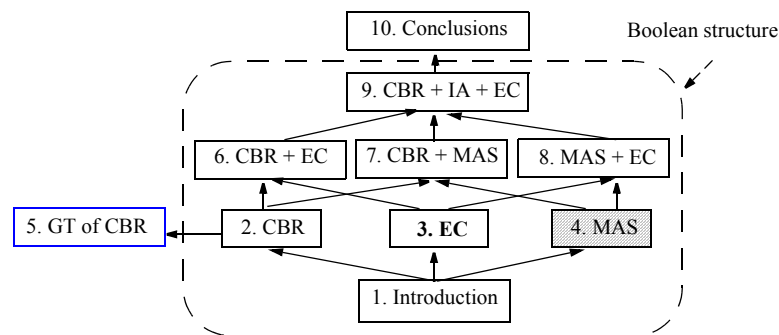 10. Conclusions
Boolean structure
9. CBR + IA + EC
6. CBR + EC
7. CBR + MAS
8. MAS + EC
5. GT of CBR
2. CBR
3. EC
4. MAS
1. Introduction